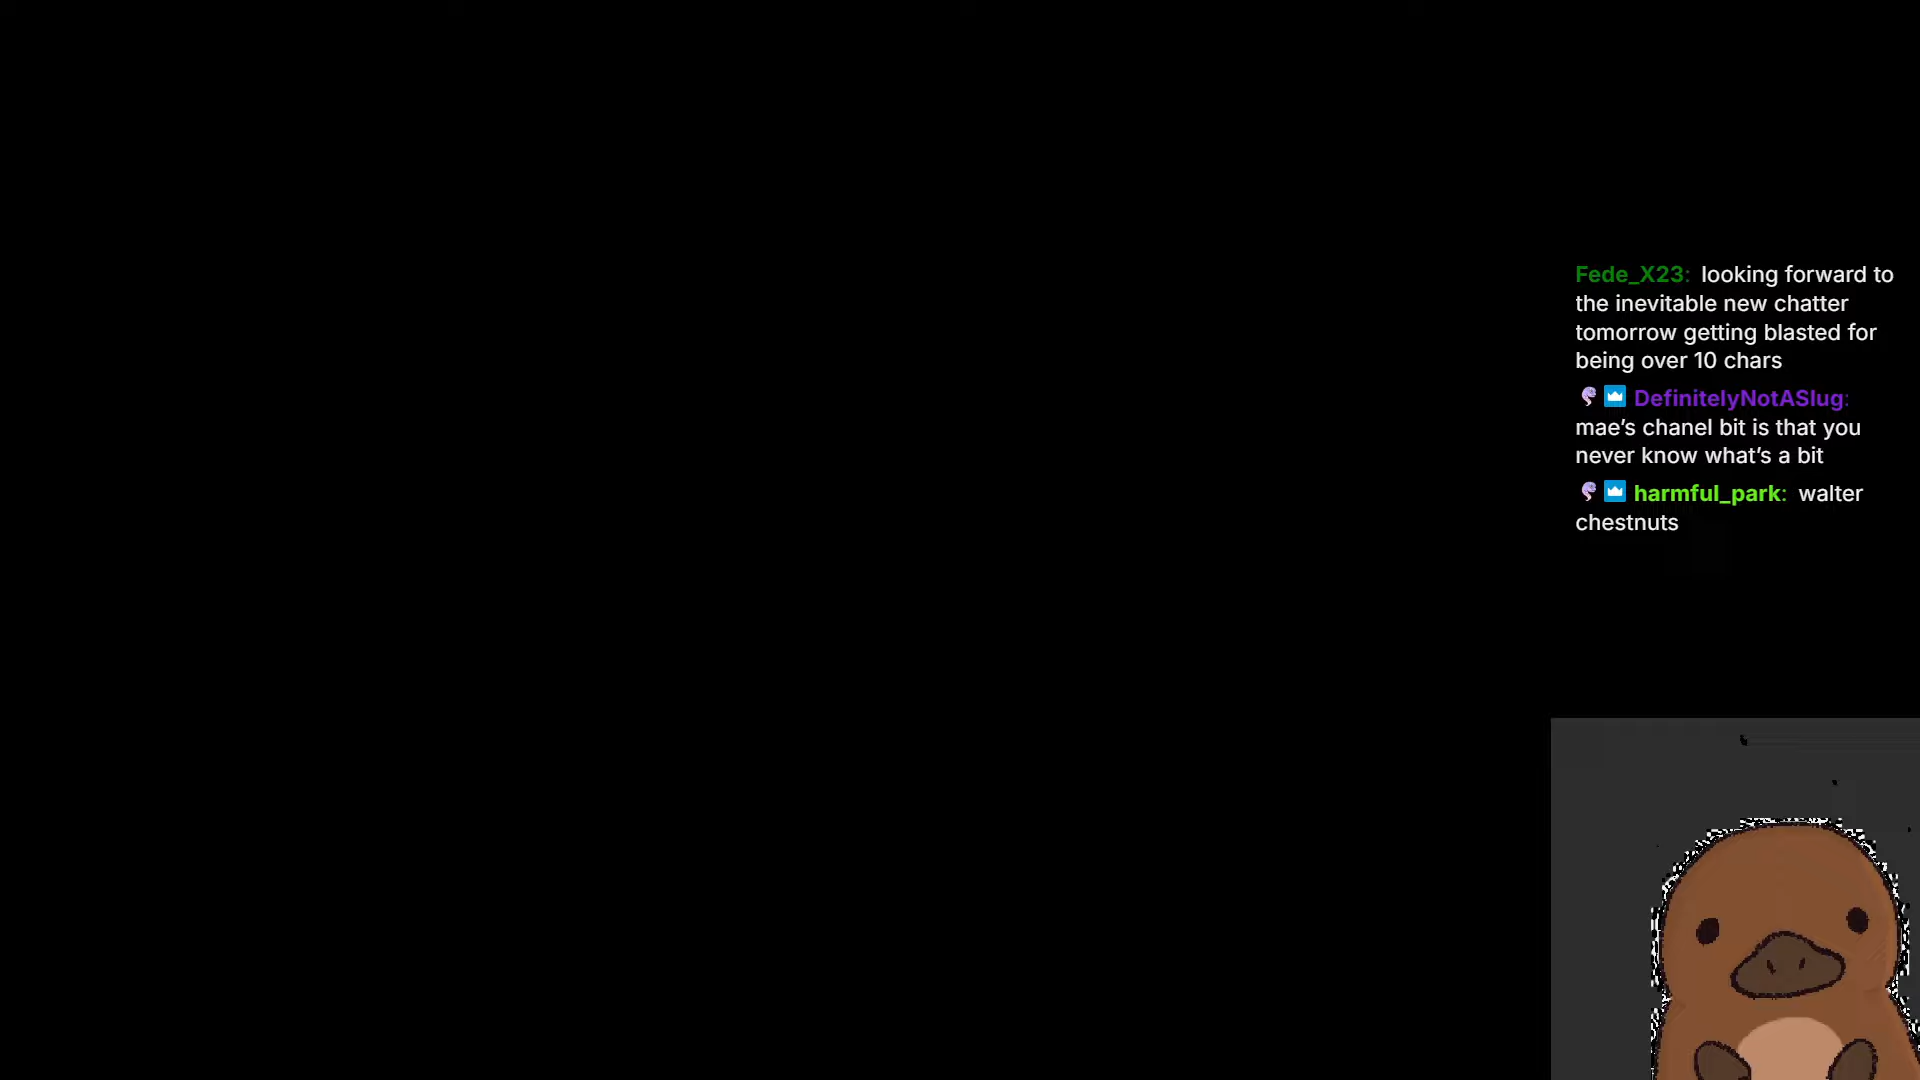 Fede_X23: looking forward to
the inevitable new chatter
tomorrow getting blasted for
being over 10 chars
DefinitelyNotASlug:
mae's chanel bit is that you
never know what's a bit
harmful_park: walter
chestnuts